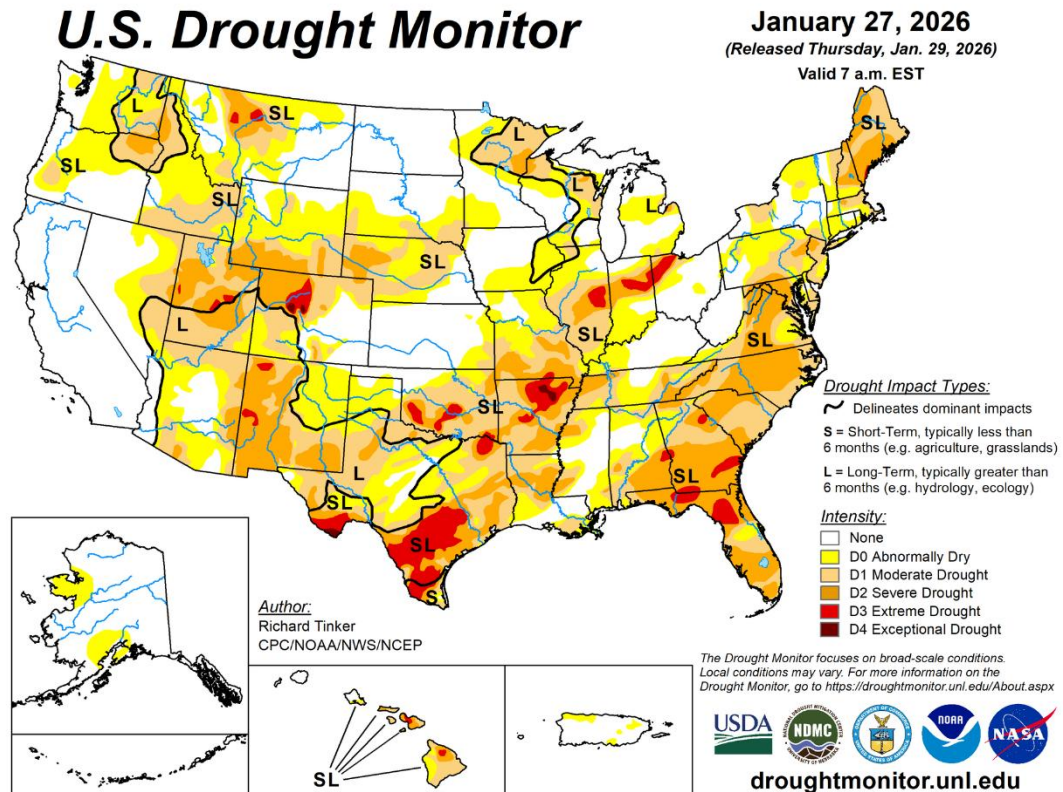 U.S. Drought Monitor
January 27, 2026
(Released Thursday, Jan. 29, 2026)
Valid 7 a.m. EST
L
SL
SL
SL
L
L
L
SL
SL
SL
SL
L
SL
L
SL
SL
SL
SL
S
Drought Impact Types:
Delineates dominant impacts
S = Short-Term, typically less than
6 months (e.g. agriculture, grasslands)
L = Long-Term, typically greater than
6 months (e.g. hydrology, ecology)
Intensity:
None
D0 Abnormally Dry
D1 Moderate Drought
D2 Severe Drought
D3 Extreme Drought
D4 Exceptional Drought
Author:
Richard Tinker
CPC/NOAA/NWS/NCEP
SL
The Drought Monitor focuses on broad-scale conditions.
Local conditions may vary. For more information on the
Drought Monitor, go to https://droughtmonitor.unl.edu/About.aspx
USDA
NDMC
NOAA
NASA
droughtmonitor.unl.edu